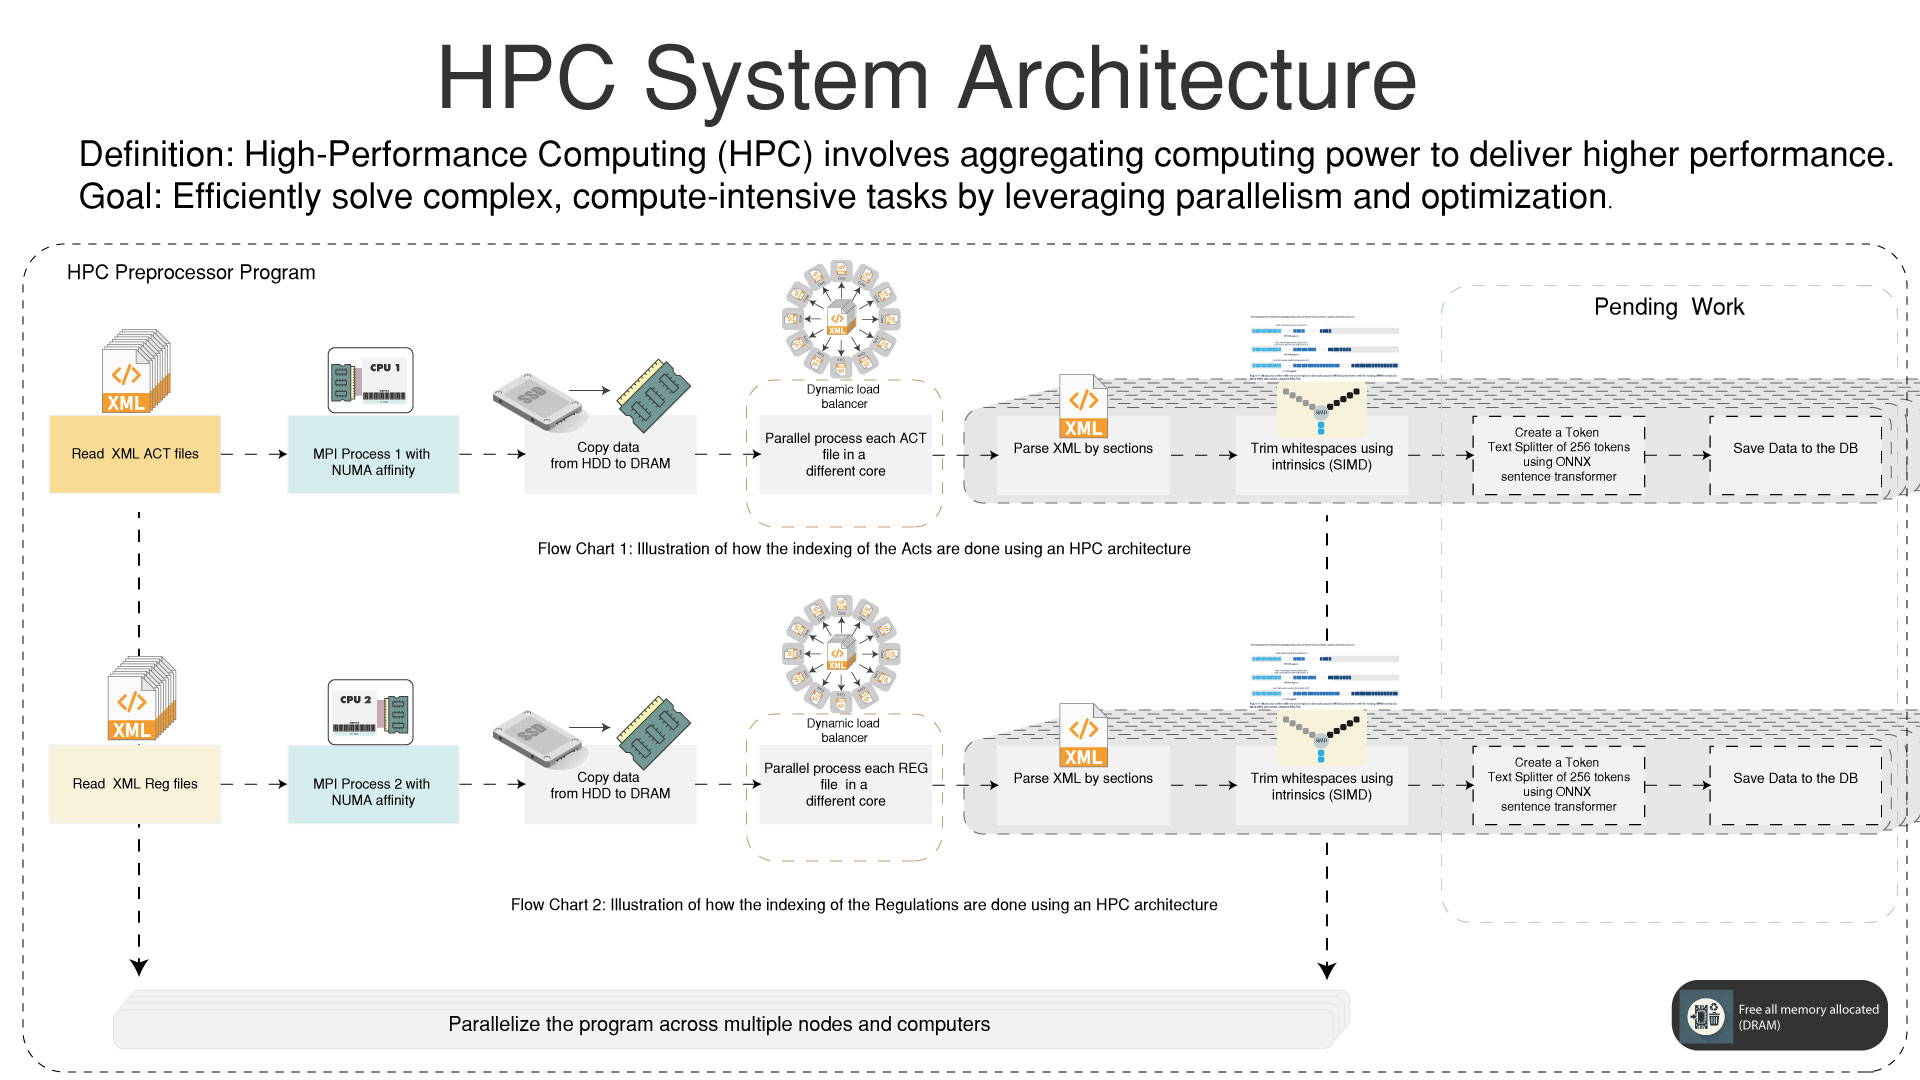 HPC System Architecture
Definition: High-Performance Computing (HPC) involves aggregating computing power to deliver higher performance.
Goal: Efficiently solve complex, compute-intensive tasks by leveraging parallelism and optimization.
HPC Preprocessor Program
Pending Work
XML
CPU 1
SSD
XML
Dynamic load
balancer
XML
SIMD
Read XML ACT files
MPI Process 1 with
NUMA affinity
Copy data
from HDD to DRAM
Parallel process each ACT
file in a
different core
Parse XML by sections
Trim whitespaces using
intrinsics (SIMD)
Create a Token
Text Splitter of 256 tokens
using ONNX
sentence transformer
Save Data to the DB
Flow Chart 1: Illustration of how the indexing of the Acts are done using an HPC architecture
XML
CPU 2
SSD
XML
Dynamic load
balancer
XML
SIMD
Read XML Reg files
MPI Process 2 with
NUMA affinity
Copy data
from HDD to DRAM
Parallel process each REG
file in a
different core
Parse XML by sections
Trim whitespaces using
intrinsics (SIMD)
Create a Token
Text Splitter of 256 tokens
using ONNX
sentence transformer
Save Data to the DB
Flow Chart 2: Illustration of how the indexing of the Regulations are done using an HPC architecture
Parallelize the program across multiple nodes and computers
Free all memory allocated
(DRAM)